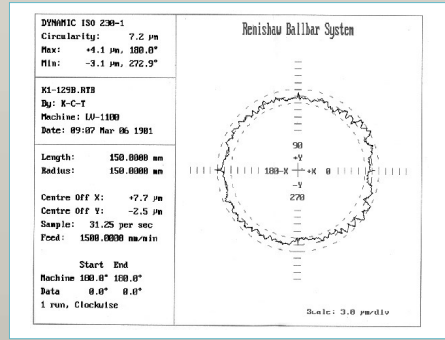 DYNAMIC ISO 230-1
Circularity: 7.2 µm
Max: +4.1 µm, 180.0°
Min: -3.1 µm, 272.9°
K1-129B.RTB
By: K-C-T
Machine: LV-1100
Date: 09:07 Mar 06 1981
Length: 150.0000 mm
Radius: 150.0000 mm
Centre Off X: +7.7 µm
Centre Off Y: -2.5 µm
Sample: 31.25 per sec
Feed: 1500.0000 mm/min
Start End
Machine 180.0° 180.0°
Data 0.0° 0.0°
1 run, Clockwise
Renishaw Ballbar System
90
+Y
180-X +X 0
-Y
270
Scale: 3.0 µm/div